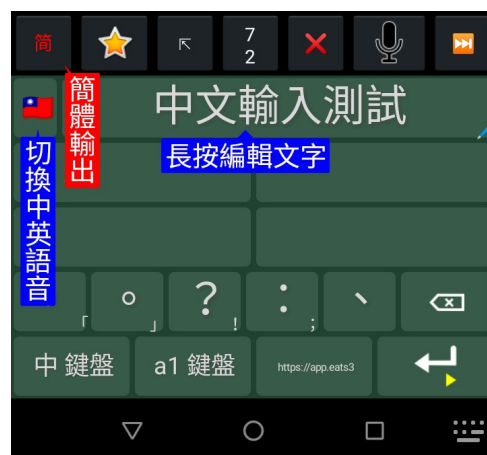 简
7
2
簡體輸出
中文輸入測試
切換中英語音
長按編輯文字
「 。 」 ? ! : ; 、
中 鍵盤 a1 鍵盤 https://app.eats3